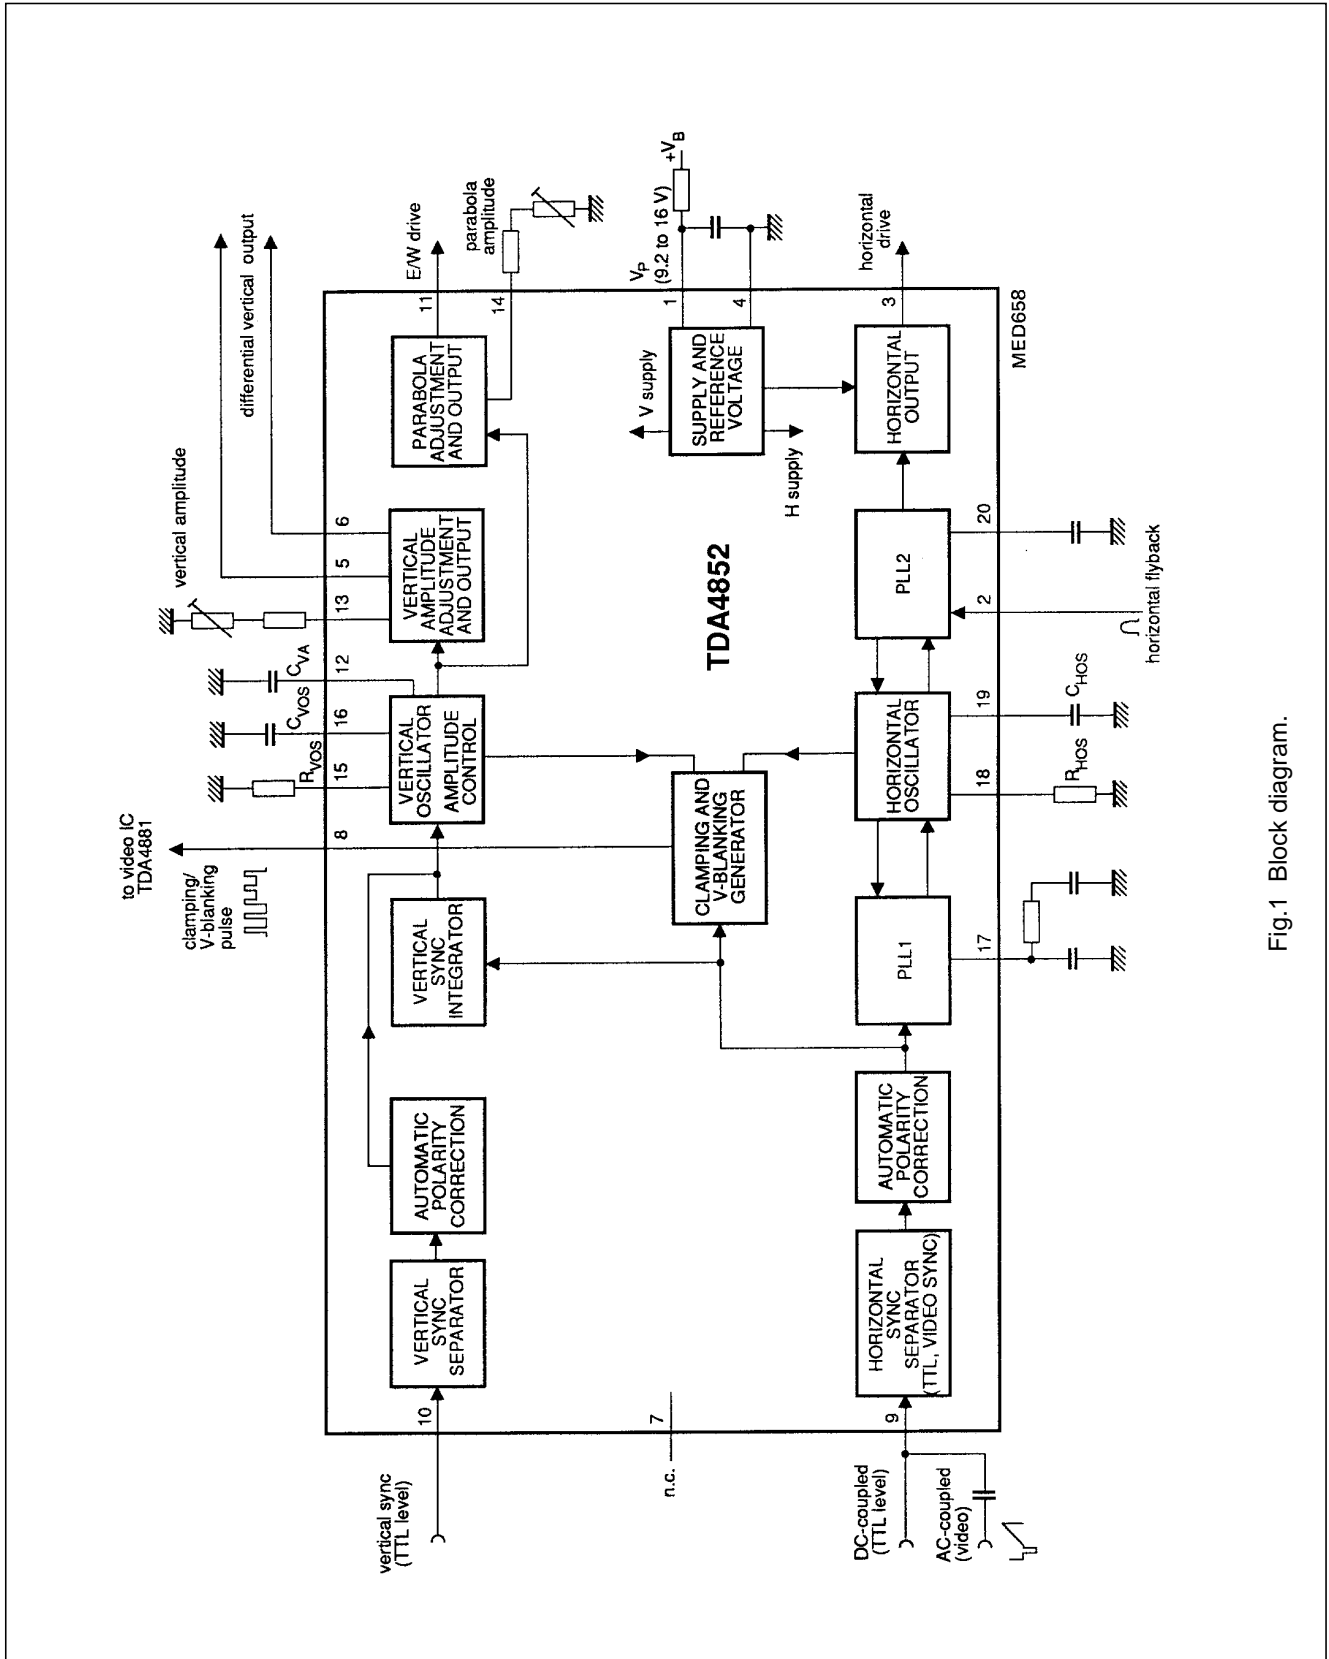 to video IC
TDA4881
clamping/
V-blanking
pulse
8
R_VOS
15
C_VOS
16
C_VA
12
vertical amplitude
13
5
6
differential vertical output
E/W drive
11
14
parabola
amplitude
vertical sync
(TTL level)
10
VERTICAL
SYNC
SEPARATOR
AUTOMATIC
POLARITY
CORRECTION
VERTICAL
SYNC
INTEGRATOR
VERTICAL
OSCILLATOR
AMPLITUDE
CONTROL
VERTICAL
AMPLITUDE
ADJUSTMENT
AND OUTPUT
PARABOLA
ADJUSTMENT
AND OUTPUT
n.c.
7
CLAMPING AND
V-BLANKING
GENERATOR
TDA4852
V supply
SUPPLY AND
REFERENCE
VOLTAGE
H supply
1
4
V_P
(9.2 to 16 V)
+V_B
DC-coupled
(TTL level)
AC-coupled
(video)
9
HORIZONTAL
SYNC
SEPARATOR
(TTL, VIDEO SYNC)
AUTOMATIC
POLARITY
CORRECTION
PLL1
HORIZONTAL
OSCILLATOR
PLL2
HORIZONTAL
OUTPUT
3
horizontal
drive
17
18
R_HOS
19
C_HOS
2
horizontal flyback
20
MED658
Fig.1 Block diagram.